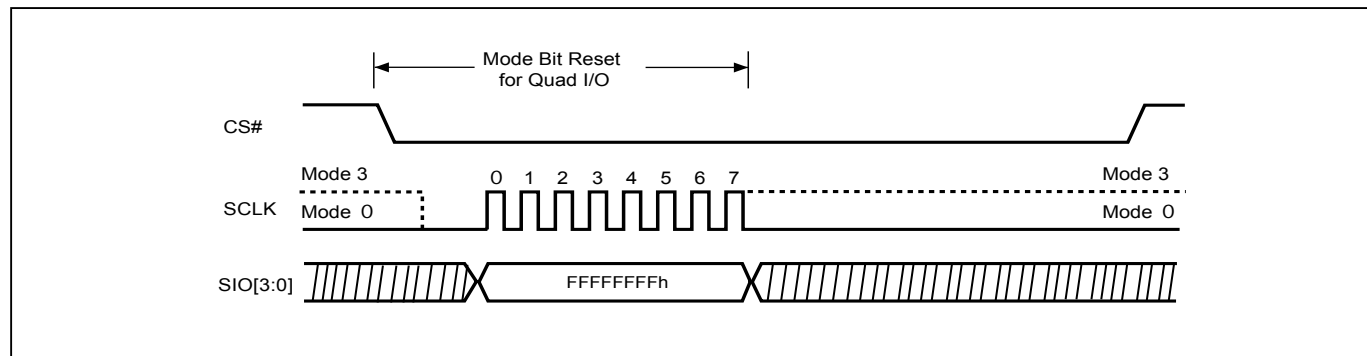 Mode Bit Reset
for Quad I/O
CS#
Mode 3
0 1 2 3 4 5 6 7
Mode 3
SCLK
Mode 0
Mode 0
SIO[3:0]
FFFFFFFFh